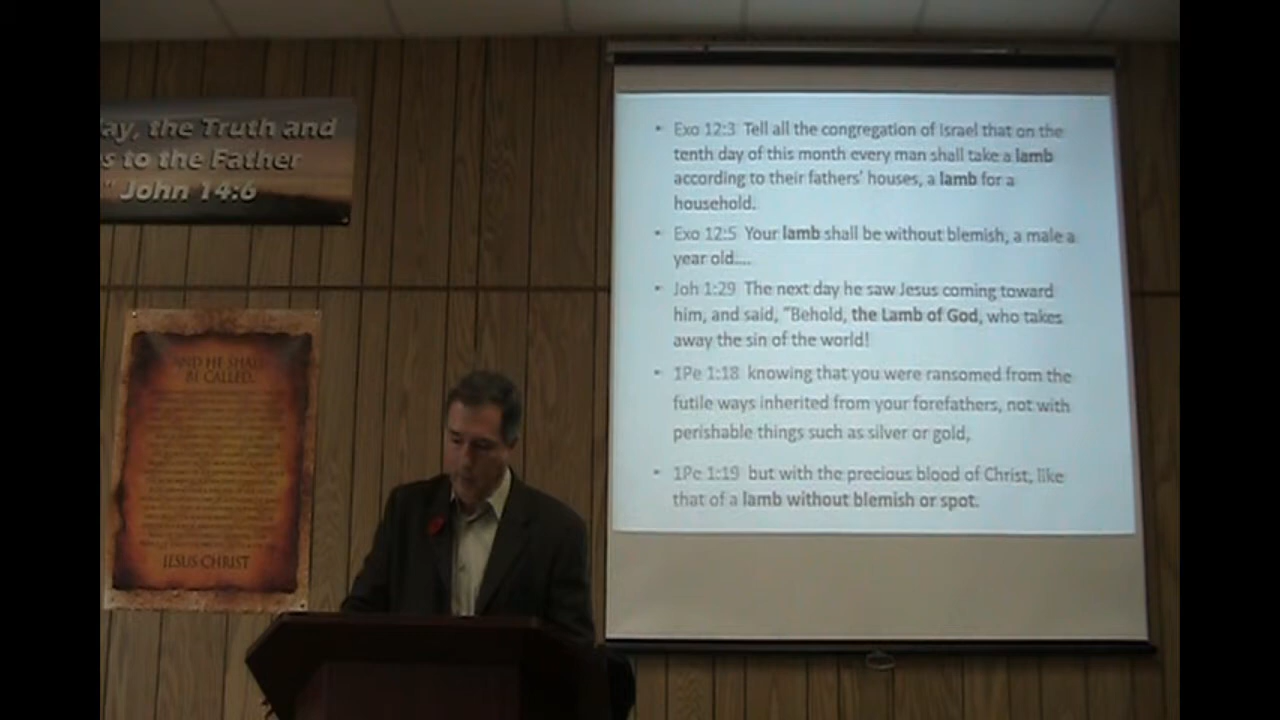 ay, the Truth and
s to the Father
" John 14:6
AND HE SHALL
BE CALLED...
JESUS CHRIST
• Exo 12:3 Tell all the congregation of Israel that on the
tenth day of this month every man shall take a lamb
according to their fathers' houses, a lamb for a
household.
• Exo 12:5 Your lamb shall be without blemish, a male a
year old....
• Joh 1:29 The next day he saw Jesus coming toward
him, and said, "Behold, the Lamb of God, who takes
away the sin of the world!
• 1Pe 1:18 knowing that you were ransomed from the
futile ways inherited from your forefathers, not with
perishable things such as silver or gold,
• 1Pe 1:19 but with the precious blood of Christ, like
that of a lamb without blemish or spot.